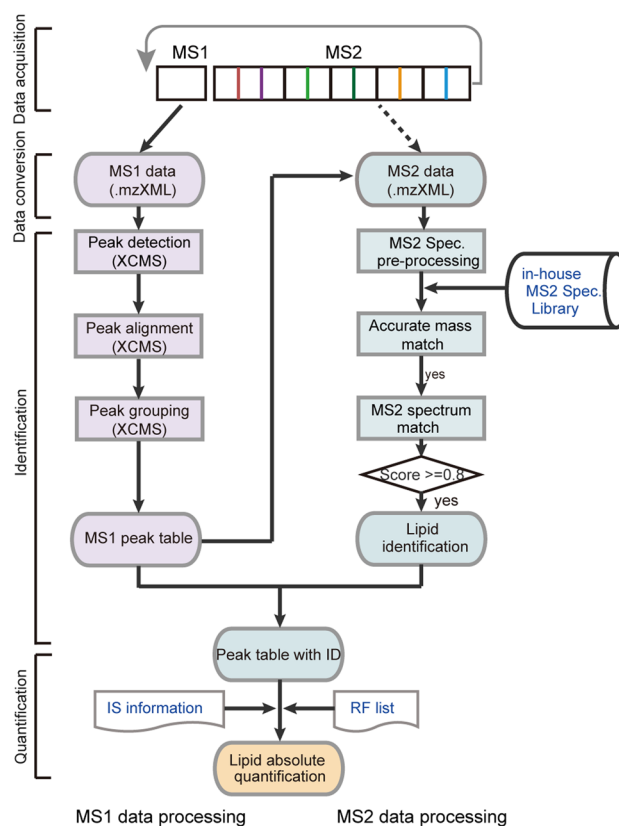 Data acquisition
MS1
MS2
Data conversion
MS1 data
(.mzXML)
MS2 data
(.mzXML)
Identification
Peak detection
(XCMS)
MS2 Spec.
pre-processing
in-house
MS2 Spec.
Library
Peak alignment
(XCMS)
Accurate mass
match
yes
Peak grouping
(XCMS)
MS2 spectrum
match
Score >=0.8
yes
MS1 peak table
Lipid
identification
Peak table with ID
Quantification
IS information
RF list
Lipid absolute
quantification
MS1 data processing
MS2 data processing